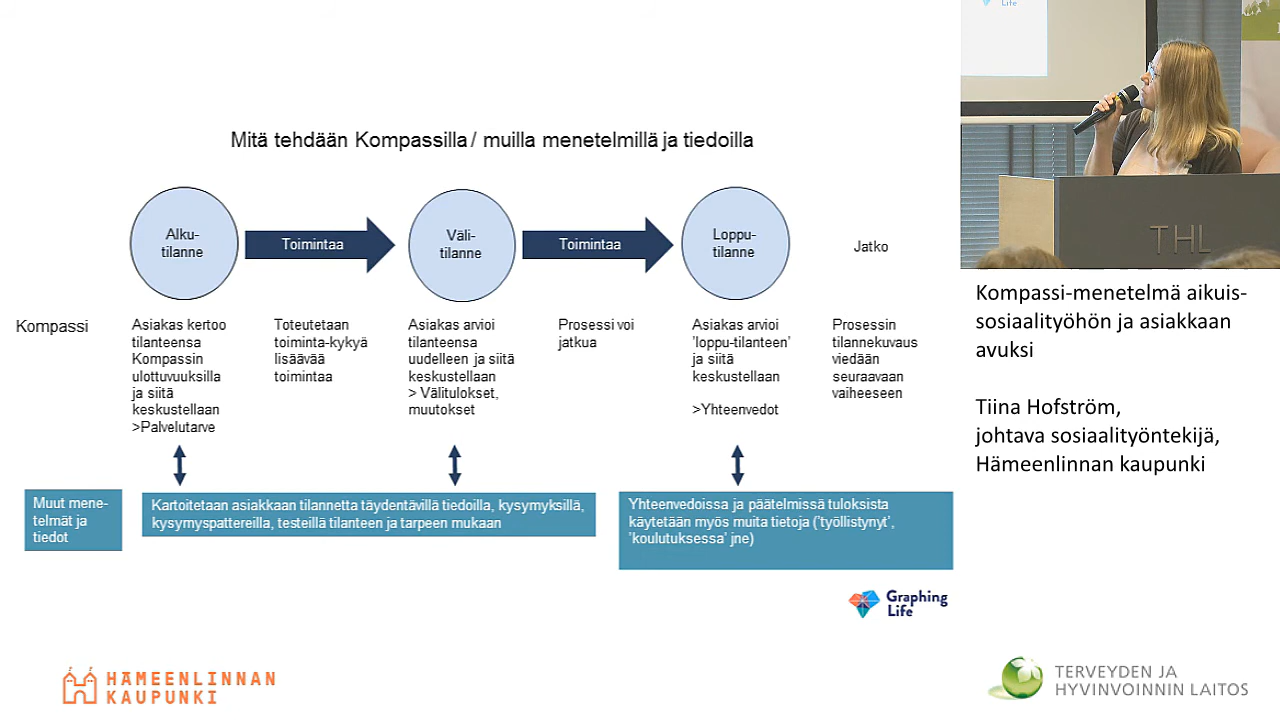 Mitä tehdään Kompassilla / muilla menetelmillä ja tiedoilla
Alku-
tilanne
Toimintaa
Väli-
tilanne
Toimintaa
Loppu-
tilanne
Jatko
Kompassi
Asiakas kertoo
tilanteensa
Kompassin
ulottuvuuksilla
ja siitä
keskustellaan
>Palvelutarve
Toteutetaan
toiminta-kykyä
lisäävää
toimintaa
Asiakas arvioi
tilanteensa
uudelleen ja siitä
keskustellaan
> Välitulokset,
muutokset
Prosessi voi
jatkua
Asiakas arvioi
’loppu-tilanteen’
ja siitä
keskustellaan
>Yhteenvedot
Prosessin
tilannekuvaus
viedään
seuraavaan
vaiheeseen
Muut mene-
telmät ja
tiedot
Kartoitetaan asiakkaan tilannetta täydentävillä tiedoilla, kysymyksillä,
kysymyspattereilla, testeillä tilanteen ja tarpeen mukaan
Yhteenvedoissa ja päätelmissä tuloksista
käytetään myös muita tietoja (’työllistynyt’,
’koulutuksessa’ jne)
Graphing
Life
HÄMEENLINNAN
KAUPUNKI
Life
THL
Kompassi-menetelmä aikuis-
sosiaalityöhön ja asiakkaan
avuksi
Tiina Hofström,
johtava sosiaalityöntekijä,
Hämeenlinnan kaupunki
TERVEYDEN JA
HYVINVOINNIN LAITOS